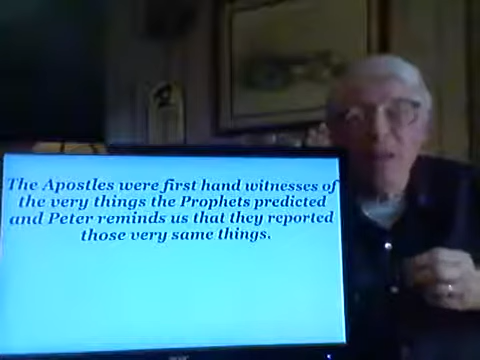 The Apostles were first hand witnesses of
the very things the Prophets predicted
and Peter reminds us that they reported
those very same things.